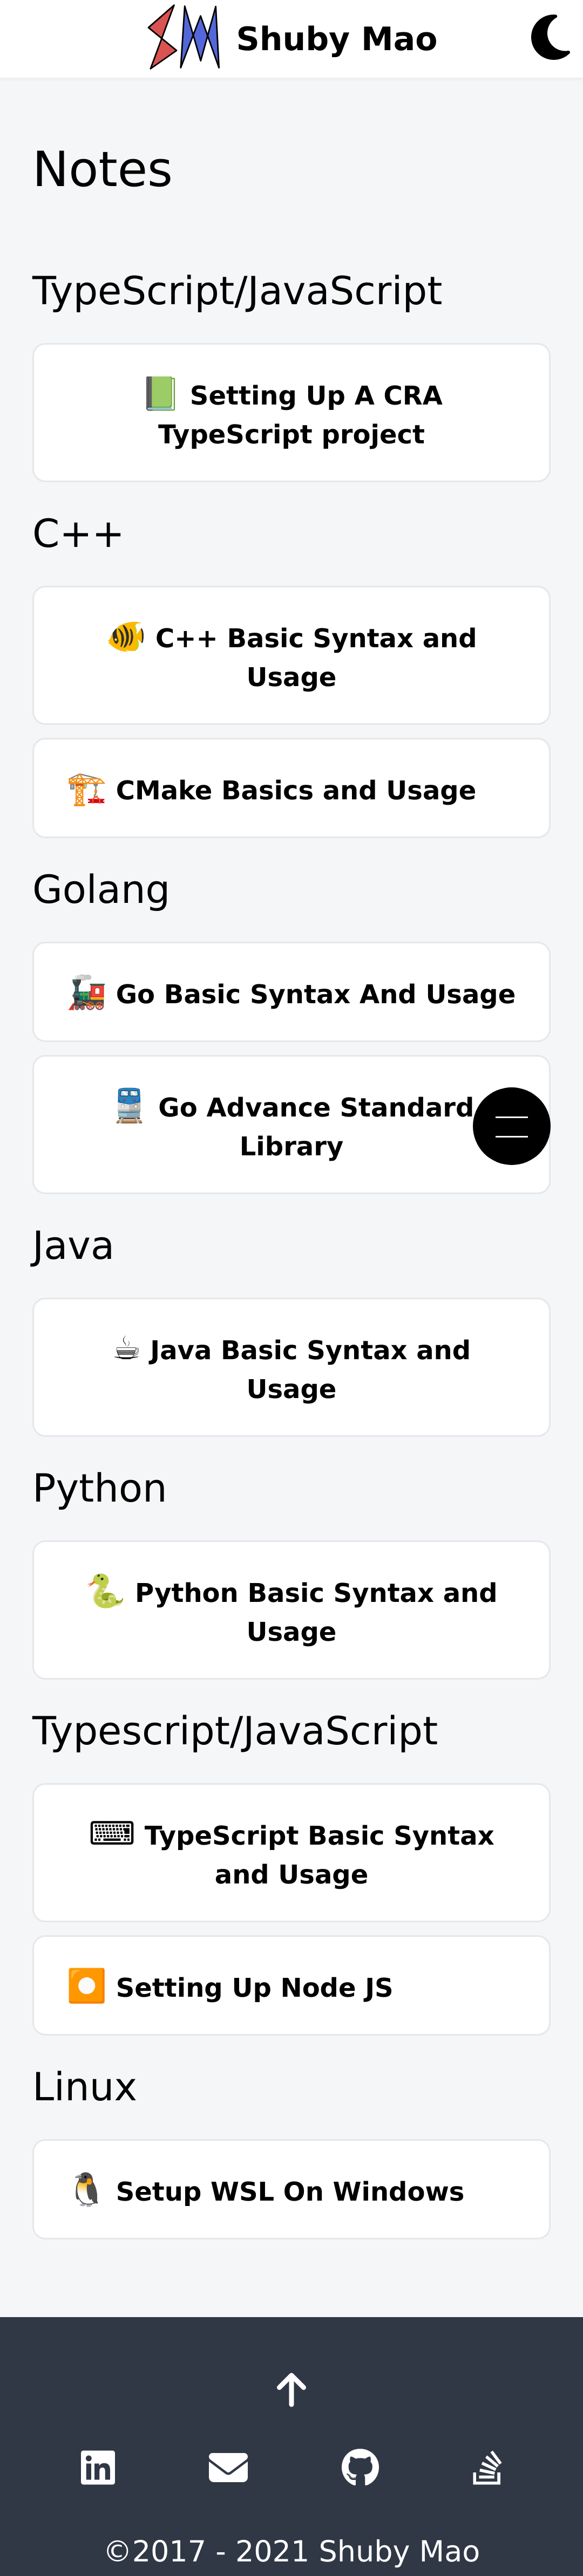 SM Shuby Mao
Notes
TypeScript/JavaScript
📗 Setting Up A CRA
TypeScript project
C++
🐠 C++ Basic Syntax and
Usage
🏗️ CMake Basics and Usage
Golang
🚂 Go Basic Syntax And Usage
🚆 Go Advance Standard
Library
Java
☕ Java Basic Syntax and
Usage
Python
🐍 Python Basic Syntax and
Usage
Typescript/JavaScript
⌨ TypeScript Basic Syntax
and Usage
⏺️ Setting Up Node JS
Linux
🐧 Setup WSL On Windows
in
©2017 - 2021 Shuby Mao